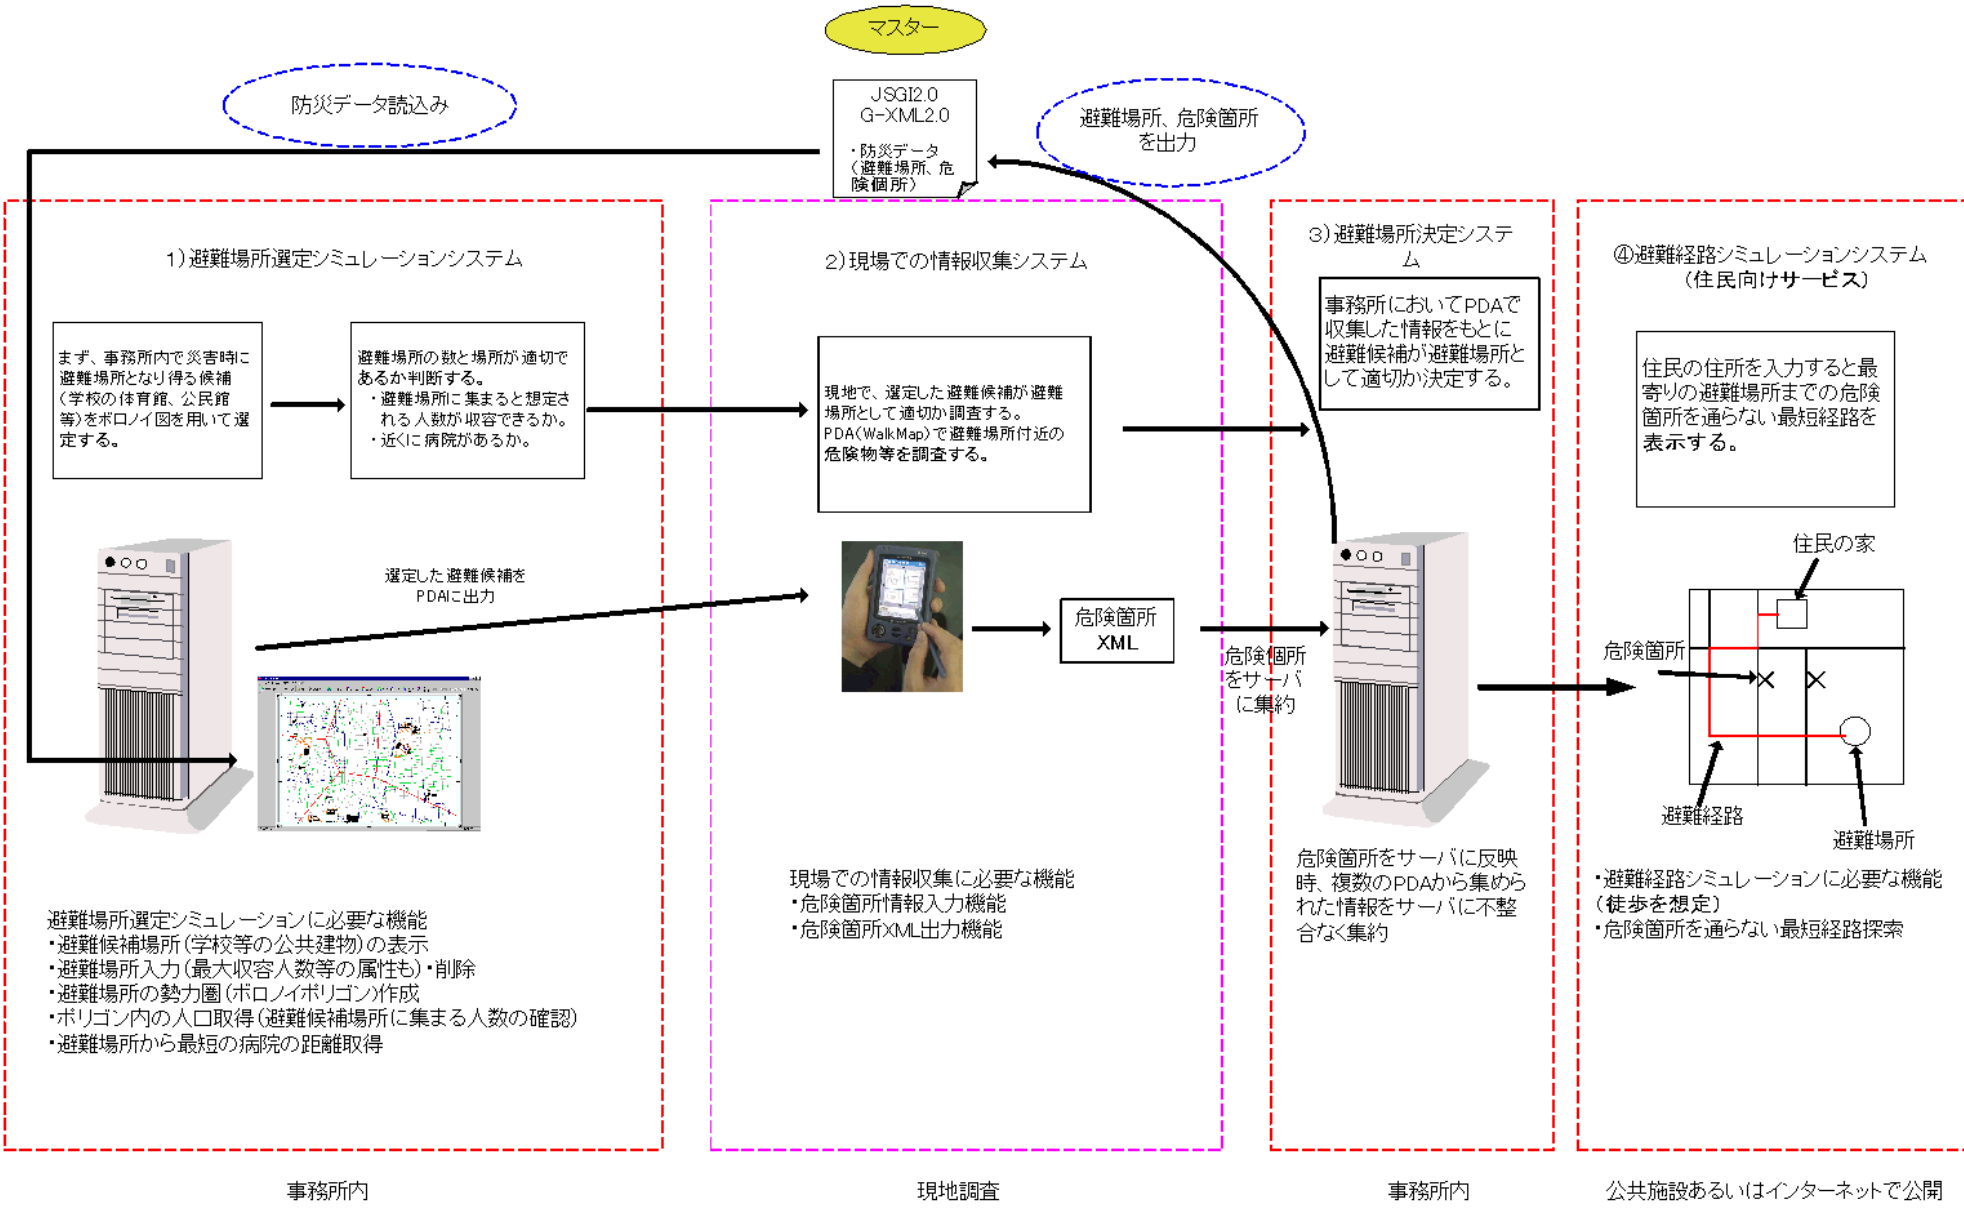 マスター
防災データ読込み
JSGI2.0
G-XML2.0
・防災データ
(避難場所、危
険個所)
避難場所、危険箇所
を出力
1)避難場所選定シミュレーションシステム
まず、事務所内で災害時に
避難場所となり得る候補
(学校の体育館、公民館
等)をボロノイ図を用いて選
定する。
避難場所の数と場所が適切で
あるか判断する。
・避難場所に集まると想定さ
れる人数が収容できるか。
・近くに病院があるか。
選定した避難候補を
PDAに出力
避難場所選定シミュレーションに必要な機能
・避難候補場所(学校等の公共建物)の表示
・避難場所入力(最大収容人数等の属性も)・削除
・避難場所の勢力圏(ボロノイポリゴン)作成
・ポリゴン内の人口取得(避難候補場所に集まる人数の確認)
・避難場所から最短の病院の距離取得
事務所内
2)現場での情報収集システム
現地で、選定した避難候補が避難
場所として適切か調査する。
PDA(WalkMap)で避難場所付近の
危険物等を調査する。
危険箇所
XML
危険個所
をサーバ
に集約
現場での情報収集に必要な機能
・危険箇所情報入力機能
・危険箇所XML出力機能
現地調査
3)避難場所決定システ
ム
事務所においてPDAで
収集した情報をもとに
避難候補が避難場所と
して適切か決定する。
危険箇所をサーバに反映
時、複数のPDAから集めら
れた情報をサーバに不整
合なく集約
事務所内
④避難経路シミュレーションシステム
(住民向けサービス)
住民の住所を入力すると最
寄りの避難場所までの危険
箇所を通らない最短経路を
表示する。
住民の家
危険箇所
避難経路
避難場所
・避難経路シミュレーションに必要な機能
(徒歩を想定)
・危険箇所を通らない最短経路探索
公共施設あるいはインターネットで公開